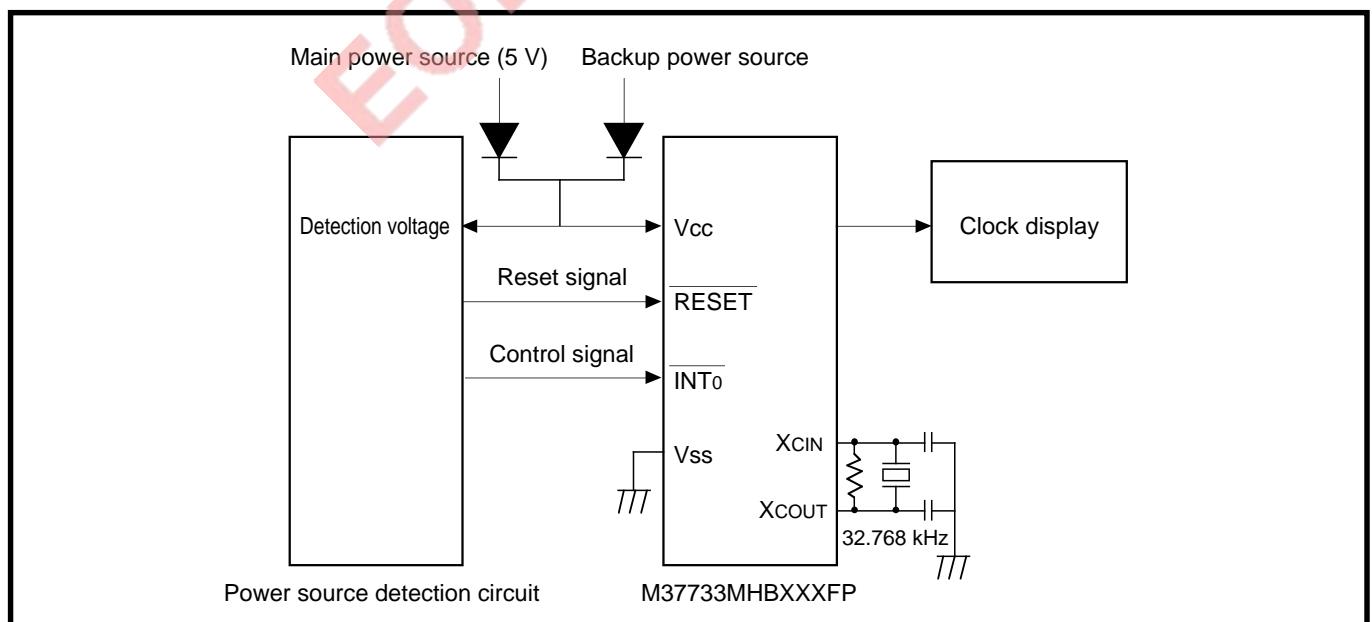 Main power source (5 V) Backup power source
Detection voltage
Vcc
Clock display
Reset signal
RESET
Control signal
INT0
Vss
XCIN
XCOUT
32.768 kHz
Power source detection circuit
M37733MHBXXXFP